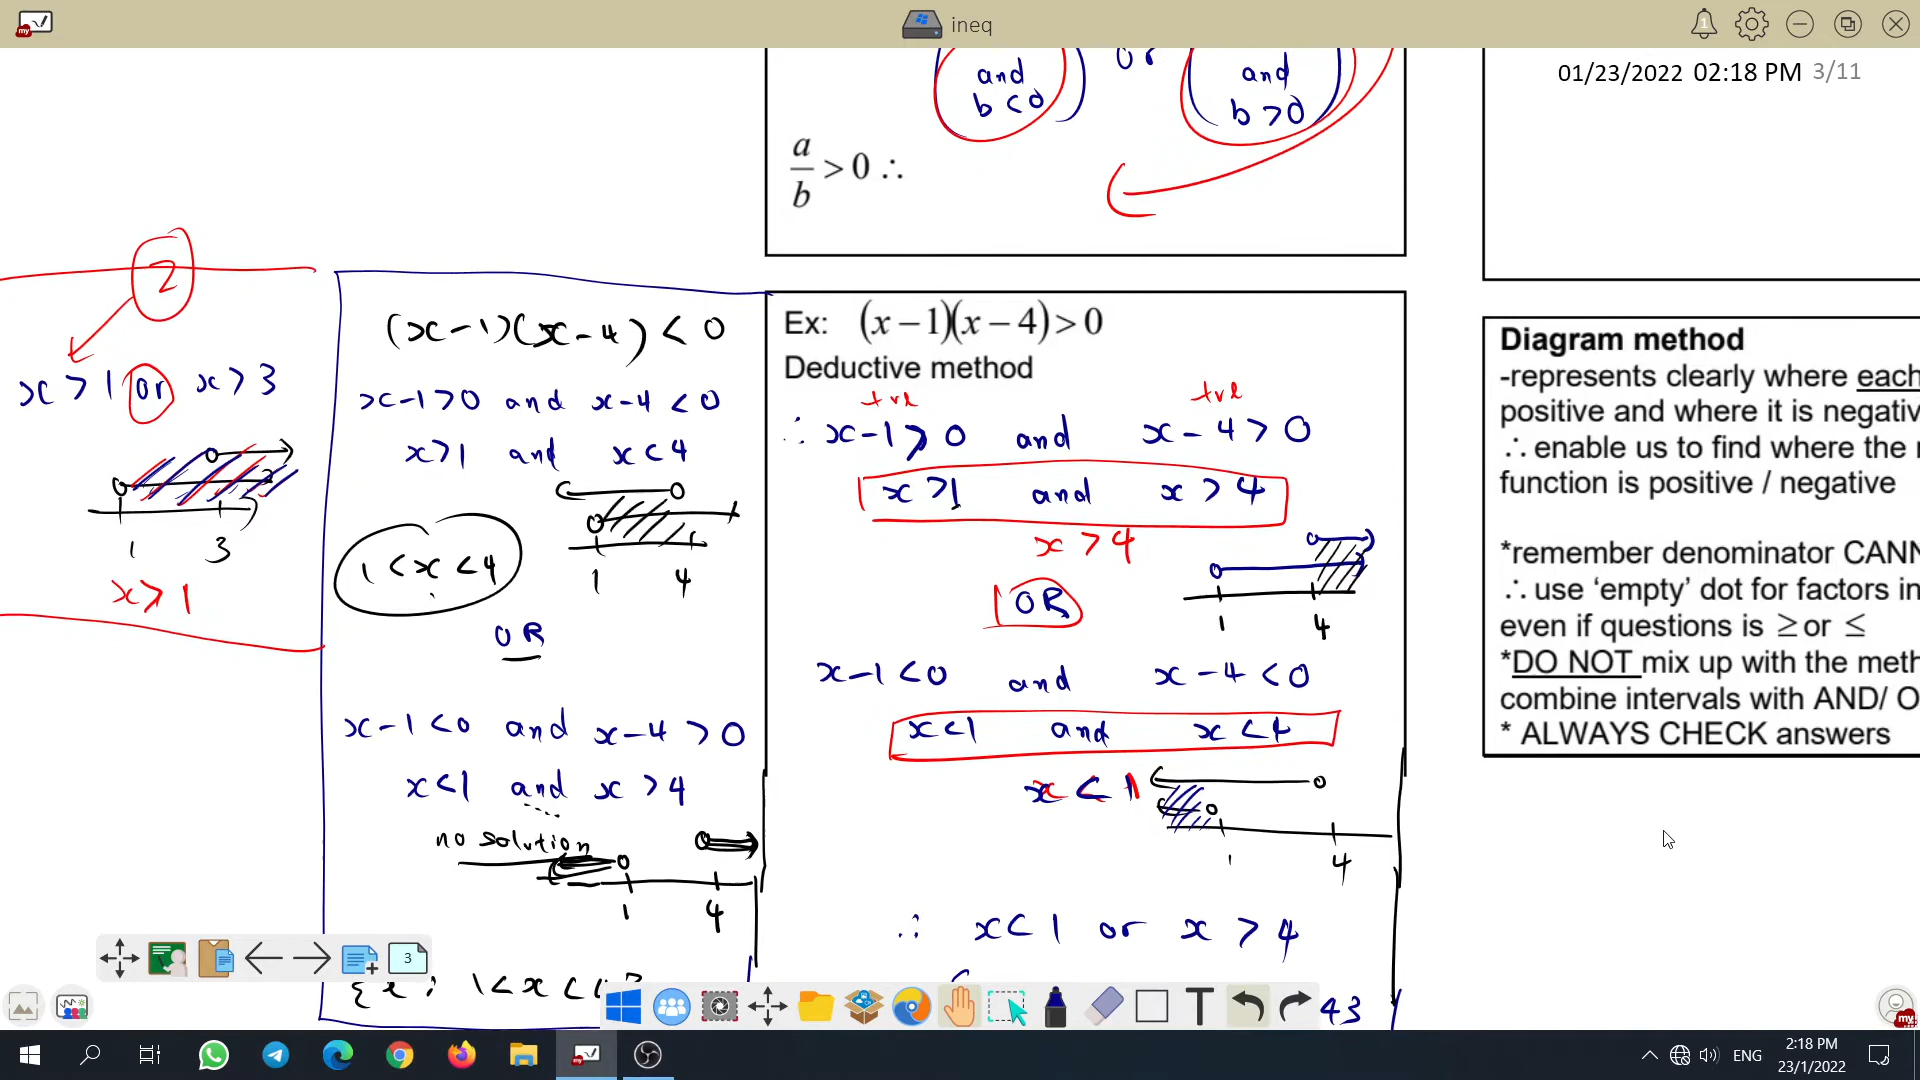 ineq
01/23/2022 02:18 PM 3/11
and
b < 0
or
and
b > 0
a/b > 0 ∴
2
x > 1 or x > 3
1 3
x > 1
(x-1)(x-4) < 0
x-1 > 0 and x-4 < 0
x > 1 and x < 4
1 4
1 < x < 4
OR
x-1 < 0 and x-4 > 0
x < 1 and x > 4
no solution
1 4
Ex: (x-1)(x-4) > 0
Deductive method
+ve +ve
∴ x-1 > 0 and x-4 > 0
x > 1 and x > 4
x > 4
1 4
OR
x-1 < 0 and x-4 < 0
x < 1 and x < 4
x < 1
1 4
∴ x < 1 or x > 4
Diagram method
-represents clearly where each
positive and where it is negativ
∴ enable us to find where the
function is positive / negative
*remember denominator CANN
∴ use ‘empty’ dot for factors in
even if questions is ≥ or ≤
*DO NOT mix up with the meth
combine intervals with AND/ O
* ALWAYS CHECK answers
3
T
ENG
2:18 PM
23/1/2022